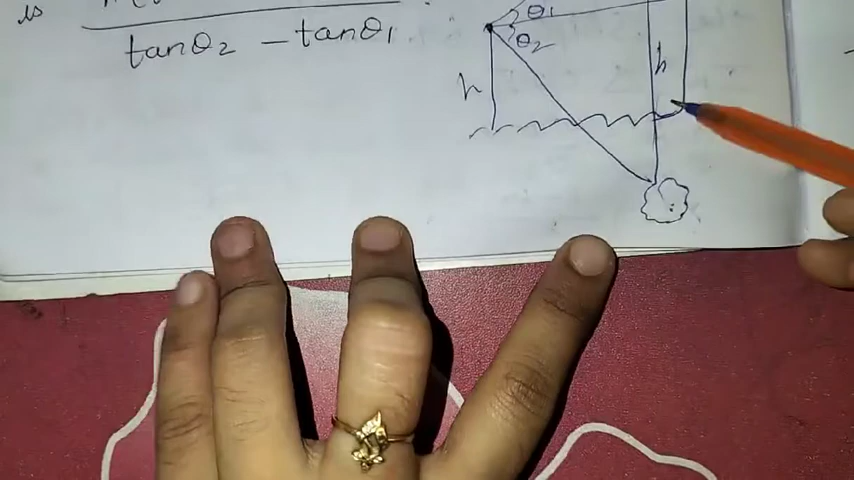 is
tanθ₂ - tanθ₁
θ₁
θ₂
h
h